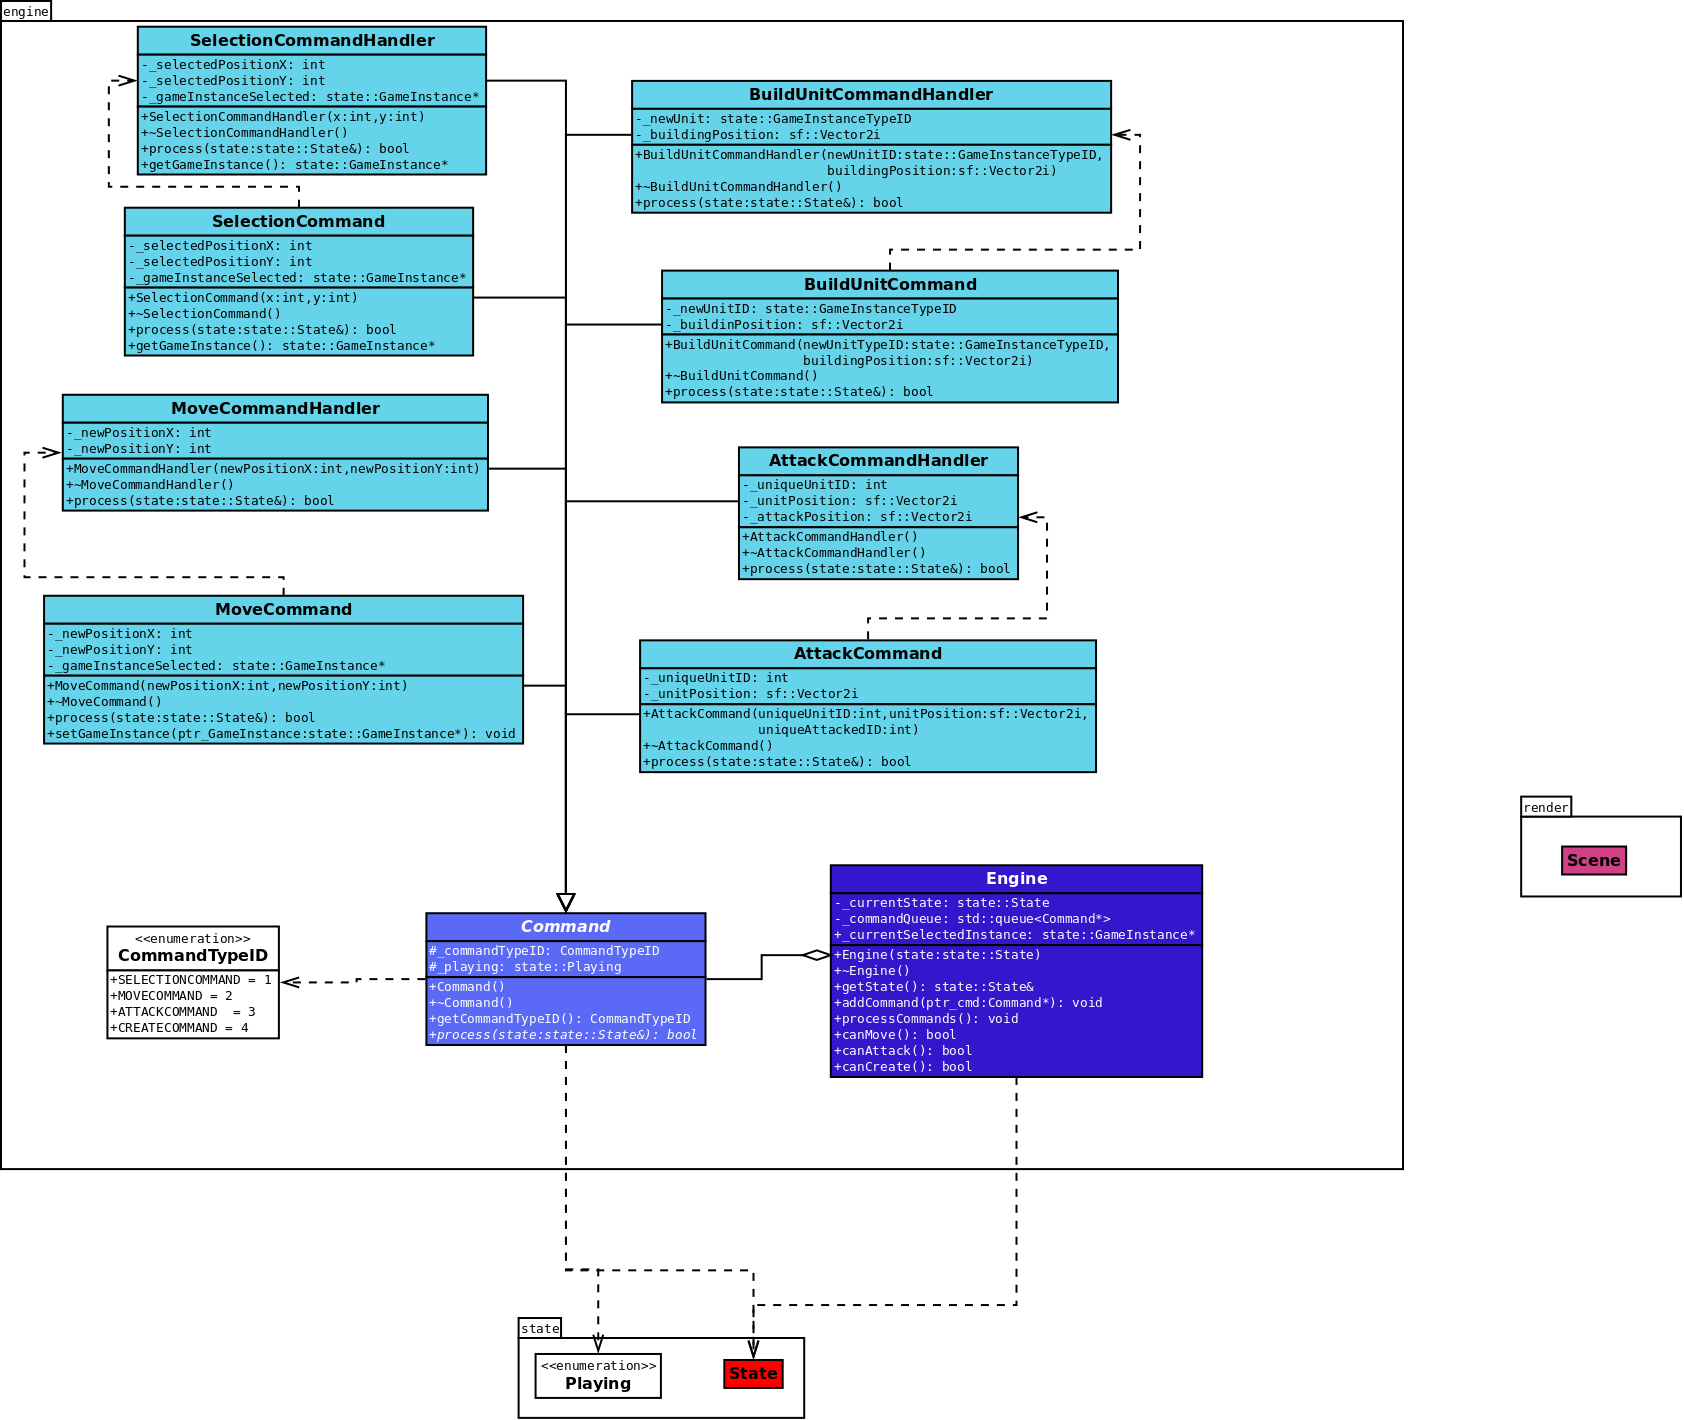 engine
SelectionCommandHandler
-_selectedPositionX: int
-_selectedPositionY: int
-_gameInstanceSelected: state::GameInstance*
+SelectionCommandHandler(x:int,y:int)
+~SelectionCommandHandler()
+process(state:state::State&): bool
+getGameInstance(): state::GameInstance*
BuildUnitCommandHandler
-_newUnit: state::GameInstanceTypeID
-_buildingPosition: sf::Vector2i
+BuildUnitCommandHandler(newUnitID:state::GameInstanceTypeID,
buildingPosition:sf::Vector2i)
+~BuildUnitCommandHandler()
+process(state:state::State&): bool
SelectionCommand
-_selectedPositionX: int
-_selectedPositionY: int
-_gameInstanceSelected: state::GameInstance*
+SelectionCommand(x:int,y:int)
+~SelectionCommand()
+process(state:state::State&): bool
+getGameInstance(): state::GameInstance*
BuildUnitCommand
-_newUnitID: state::GameInstanceTypeID
-_buildinPosition: sf::Vector2i
+BuildUnitCommand(newUnitTypeID:state::GameInstanceTypeID,
buildingPosition:sf::Vector2i)
+~BuildUnitCommand()
+process(state:state::State&): bool
MoveCommandHandler
-_newPositionX: int
-_newPositionY: int
+MoveCommandHandler(newPositionX:int,newPositionY:int)
+~MoveCommandHandler()
+process(state:state::State&): bool
AttackCommandHandler
-_uniqueUnitID: int
-_unitPosition: sf::Vector2i
-_attackPosition: sf::Vector2i
+AttackCommandHandler()
+~AttackCommandHandler()
+process(state:state::State&): bool
MoveCommand
-_newPositionX: int
-_newPositionY: int
-_gameInstanceSelected: state::GameInstance*
+MoveCommand(newPositionX:int,newPositionY:int)
+~MoveCommand()
+process(state:state::State&): bool
+setGameInstance(ptr_GameInstance:state::GameInstance*): void
AttackCommand
-_uniqueUnitID: int
-_unitPosition: sf::Vector2i
+AttackCommand(uniqueUnitID:int,unitPosition:sf::Vector2i,
uniqueAttackedID:int)
+~AttackCommand()
+process(state:state::State&): bool
render
Scene
<<enumeration>>
CommandTypeID
+SELECTIONCOMMAND = 1
+MOVECOMMAND = 2
+ATTACKCOMMAND  = 3
+CREATECOMMAND = 4
Command
#_commandTypeID: CommandTypeID
#_playing: state::Playing
+Command()
+~Command()
+getCommandTypeID(): CommandTypeID
+process(state:state::State&): bool
Engine
-_currentState: state::State
-_commandQueue: std::queue<Command*>
+_currentSelectedInstance: state::GameInstance*
+Engine(state:state::State)
+~Engine()
+getState(): state::State&
+addCommand(ptr_cmd:Command*): void
+processCommands(): void
+canMove(): bool
+canAttack(): bool
+canCreate(): bool
state
<<enumeration>>
Playing
State